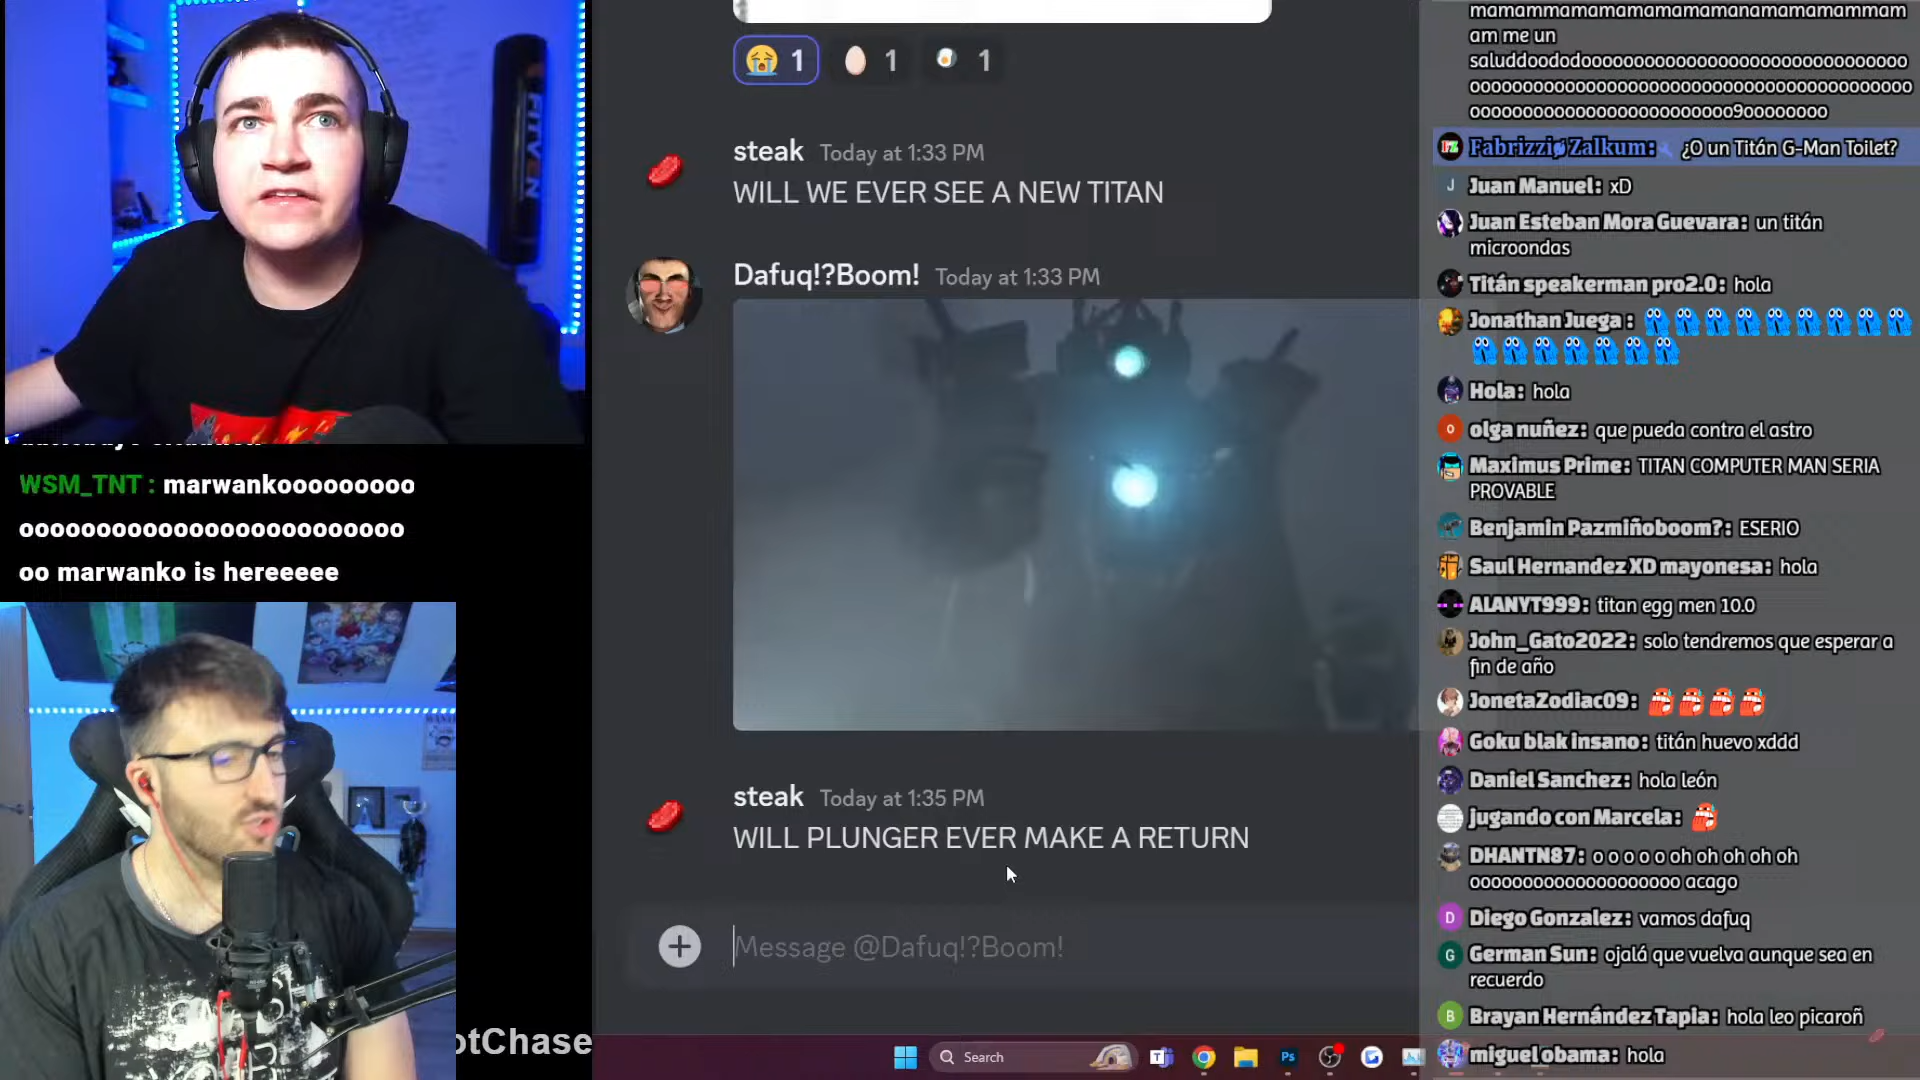 WSM_TNT : marwankooooooooo
ooooooooooooooooooooooooo
oo marwanko is hereeeee
otChase
1
1
1
steak Today at 1:33 PM
WILL WE EVER SEE A NEW TITAN
Dafuq!?Boom! Today at 1:33 PM
steak Today at 1:35 PM
WILL PLUNGER EVER MAKE A RETURN
Message @Dafuq!?Boom!
Search
am me un
FabrizzioZalkum: ¿O un Titán G-Man Toilet?
Juan Manuel: xD
Juan Esteban Mora Guevara: un titán
microondas
Titán speakerman pro2.0: hola
Jonathan Juega :
Hola: hola
olga nuñez: que pueda contra el astro
Maximus Prime: TITAN COMPUTER MAN SERIA
PROVABLE
Benjamin Pazmiñoboom?: ESERIO
Saul Hernandez XD mayonesa: hola
ALANYT999: titan egg men 10.0
John_Gato2022: solo tendremos que esperar a
fin de año
JonetaZodiac09:
Goku blak insano: titán huevo xddd
Daniel Sanchez: hola león
jugando con Marcela:
DHANTN87: o o o o o oh oh oh oh oh
ooooooooooooooooooo acago
Diego Gonzalez: vamos dafuq
German Sun: ojalá que vuelva aunque sea en
recuerdo
Brayan Hernández Tapia: hola leo picaroñ
miguel obama: hola